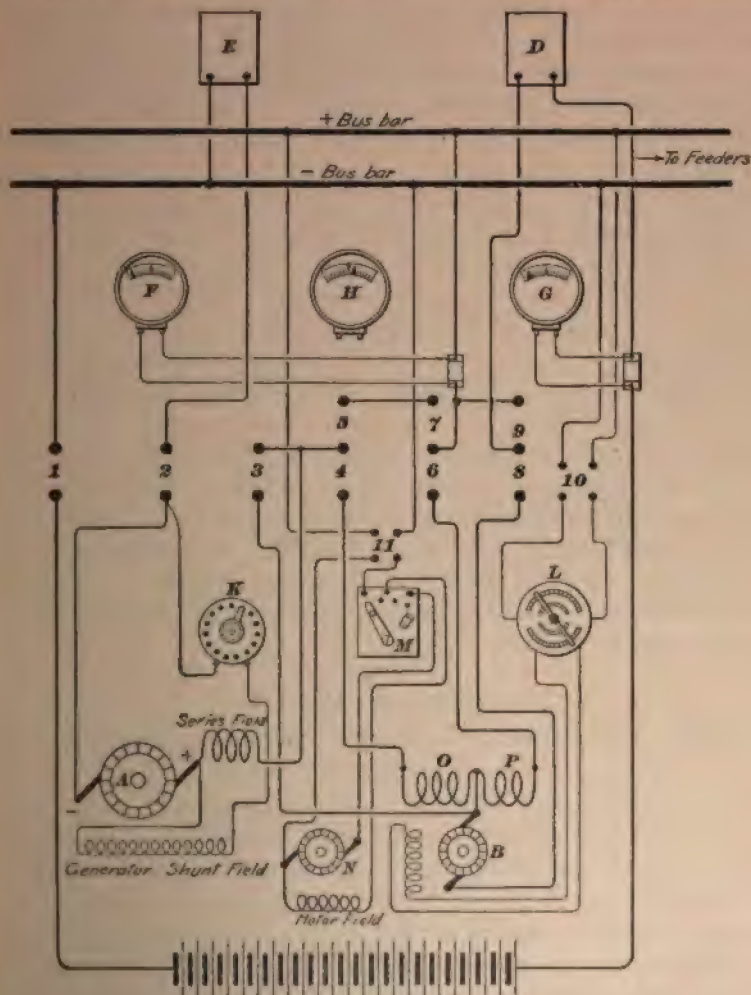 E D
+ Bus bar
→To Feeders
− Bus bar
F H G
5 7 9
1 2 3 4 6 8 10
11
K L
M
Series Field
+
A O P
−
Generator Shunt Field N B
Motor Field